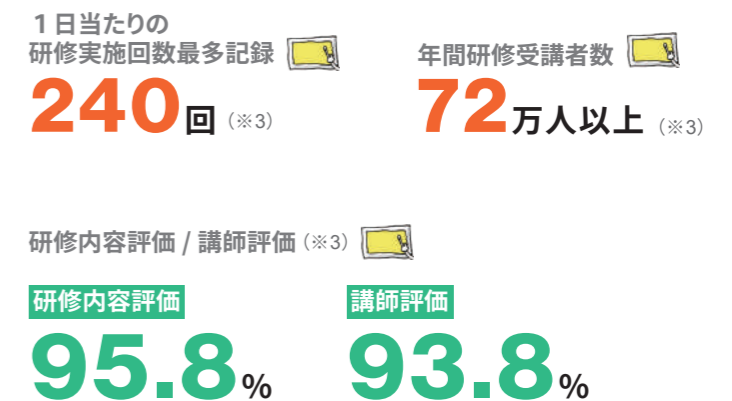 1日当たりの
研修実施回数最多記録
240回（※3）
年間研修受講者数
72万人以上（※3）
研修内容評価 / 講師評価（※3）
研修内容評価
95.8%
講師評価
93.8%